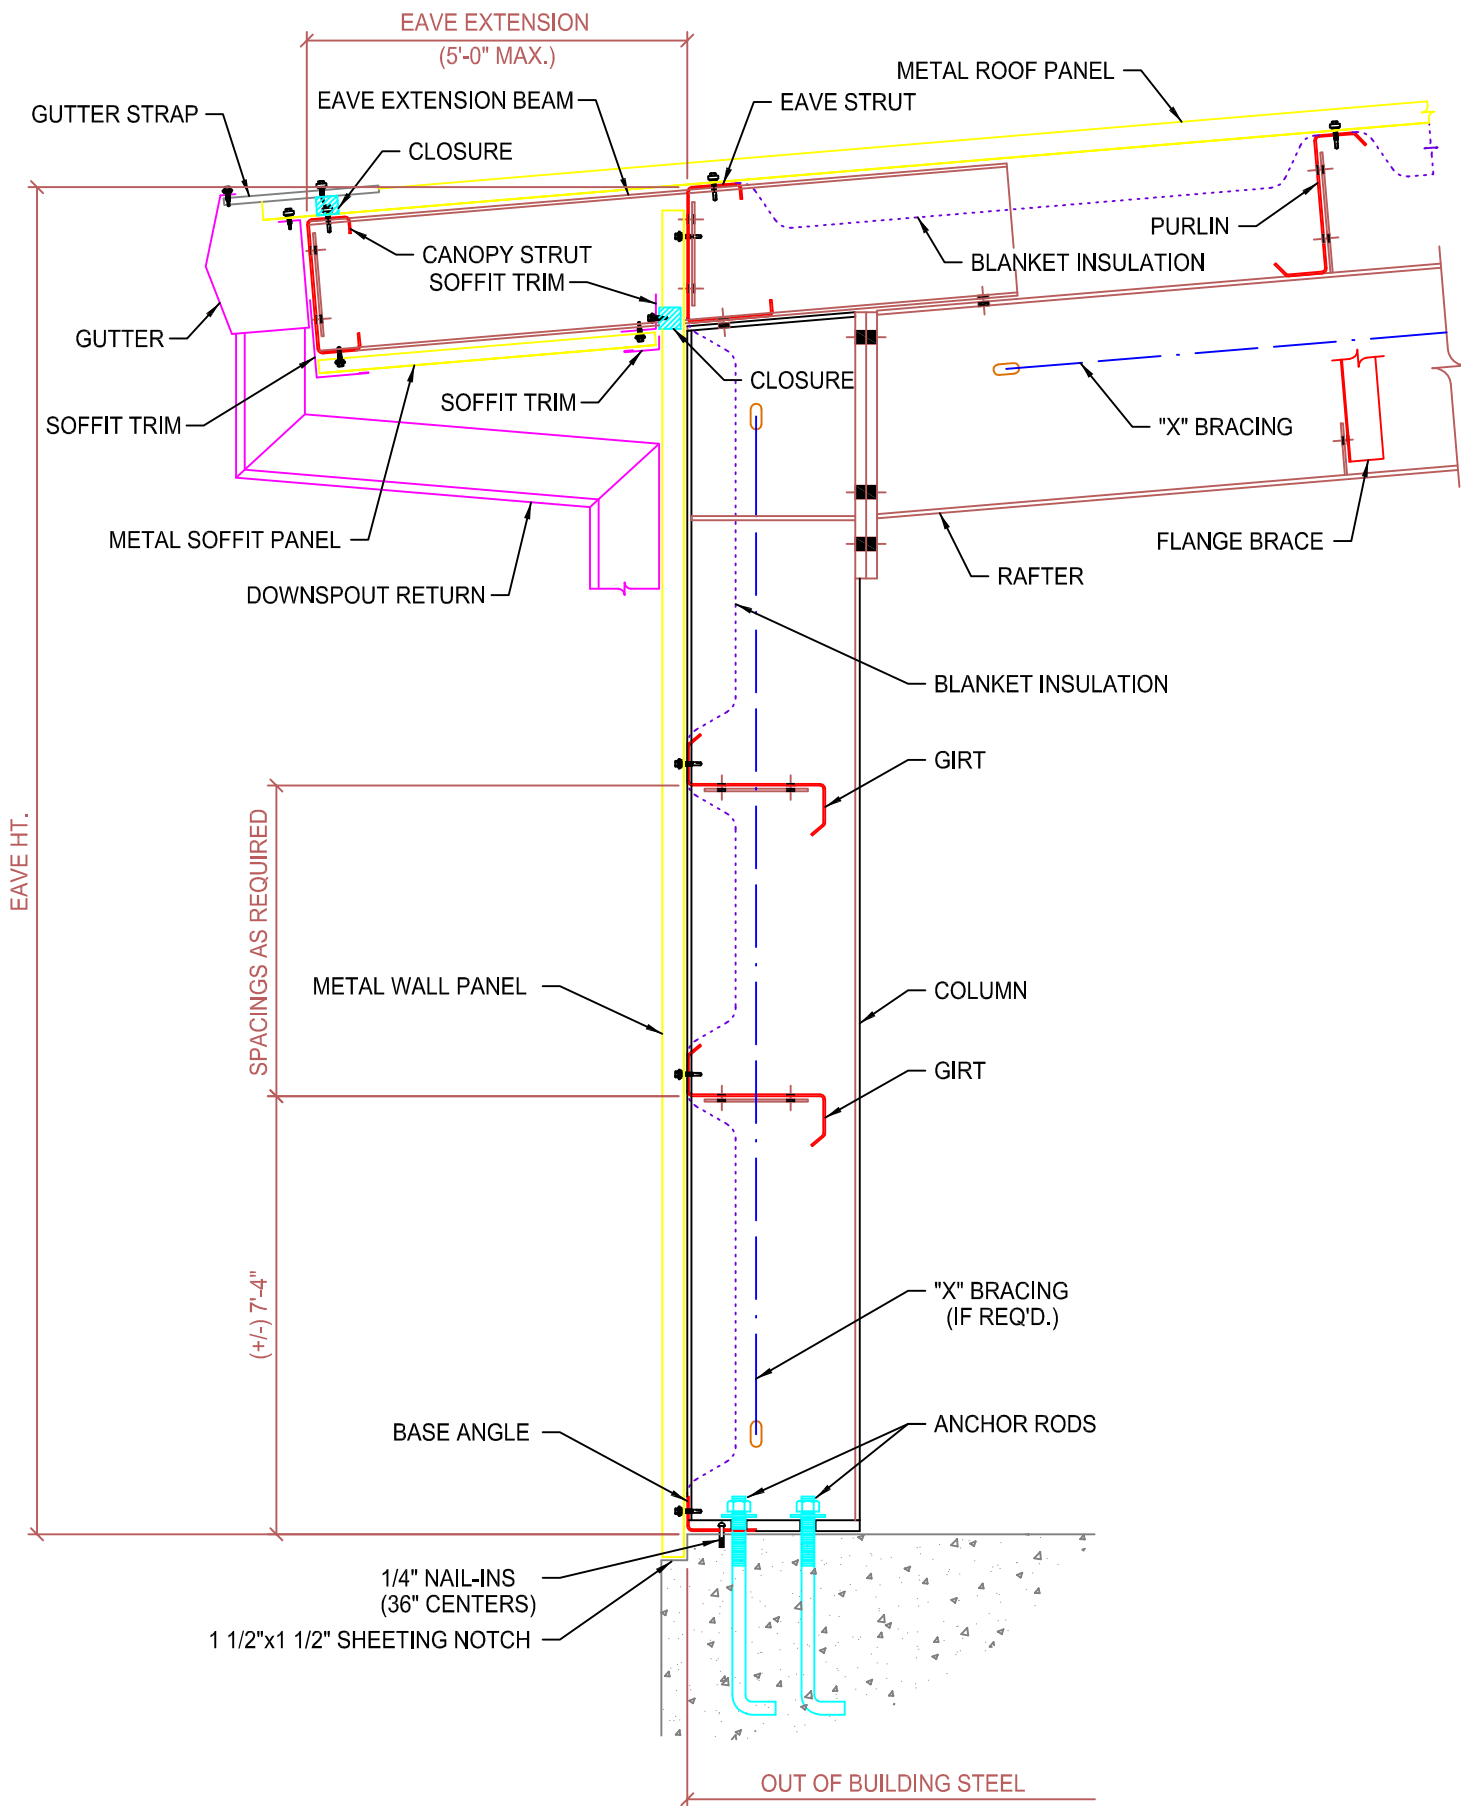 EAVE EXTENSION
(5'-0" MAX.)
METAL ROOF PANEL
GUTTER STRAP
EAVE EXTENSION BEAM
EAVE STRUT
CLOSURE
PURLIN
CANOPY STRUT
BLANKET INSULATION
SOFFIT TRIM
GUTTER
CLOSURE
SOFFIT TRIM
SOFFIT TRIM
"X" BRACING
METAL SOFFIT PANEL
FLANGE BRACE
RAFTER
DOWNSPOUT RETURN
BLANKET INSULATION
GIRT
EAVE HT.
SPACINGS AS REQUIRED
METAL WALL PANEL
COLUMN
GIRT
(+/-) 7'-4"
"X" BRACING
(IF REQ'D.)
BASE ANGLE
ANCHOR RODS
1/4" NAIL-INS
(36" CENTERS)
1 1/2"x1 1/2" SHEETING NOTCH
OUT OF BUILDING STEEL